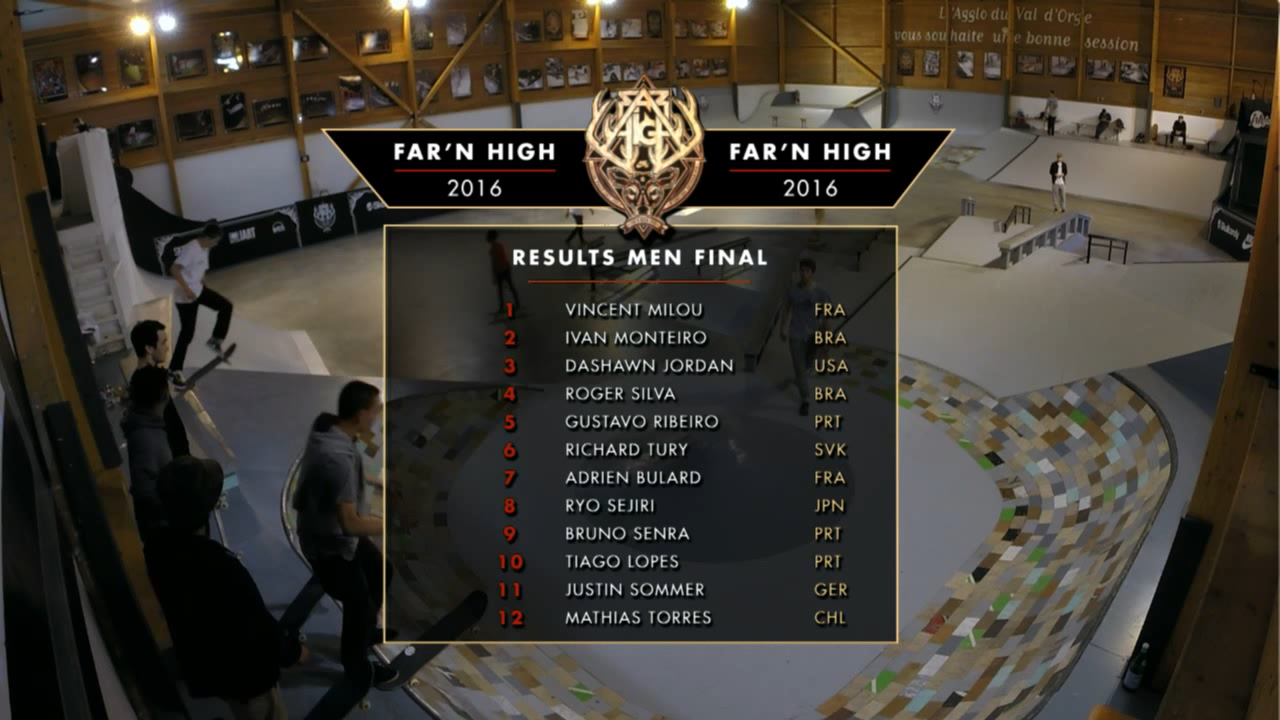 L'Agglo du Val d'Orge
vous souhaite une bonne session
FAR'N HIGH
2016
FAR
N
HIGH
FAR'N HIGH
2016
JART
RESULTS MEN FINAL
1 VINCENT MILOU FRA
2 IVAN MONTEIRO BRA
3 DASHAWN JORDAN USA
4 ROGER SILVA BRA
5 GUSTAVO RIBEIRO PRT
6 RICHARD TURY SVK
7 ADRIEN BULARD FRA
8 RYO SEJIRI JPN
9 BRUNO SENRA PRT
10 TIAGO LOPES PRT
11 JUSTIN SOMMER GER
12 MATHIAS TORRES CHL